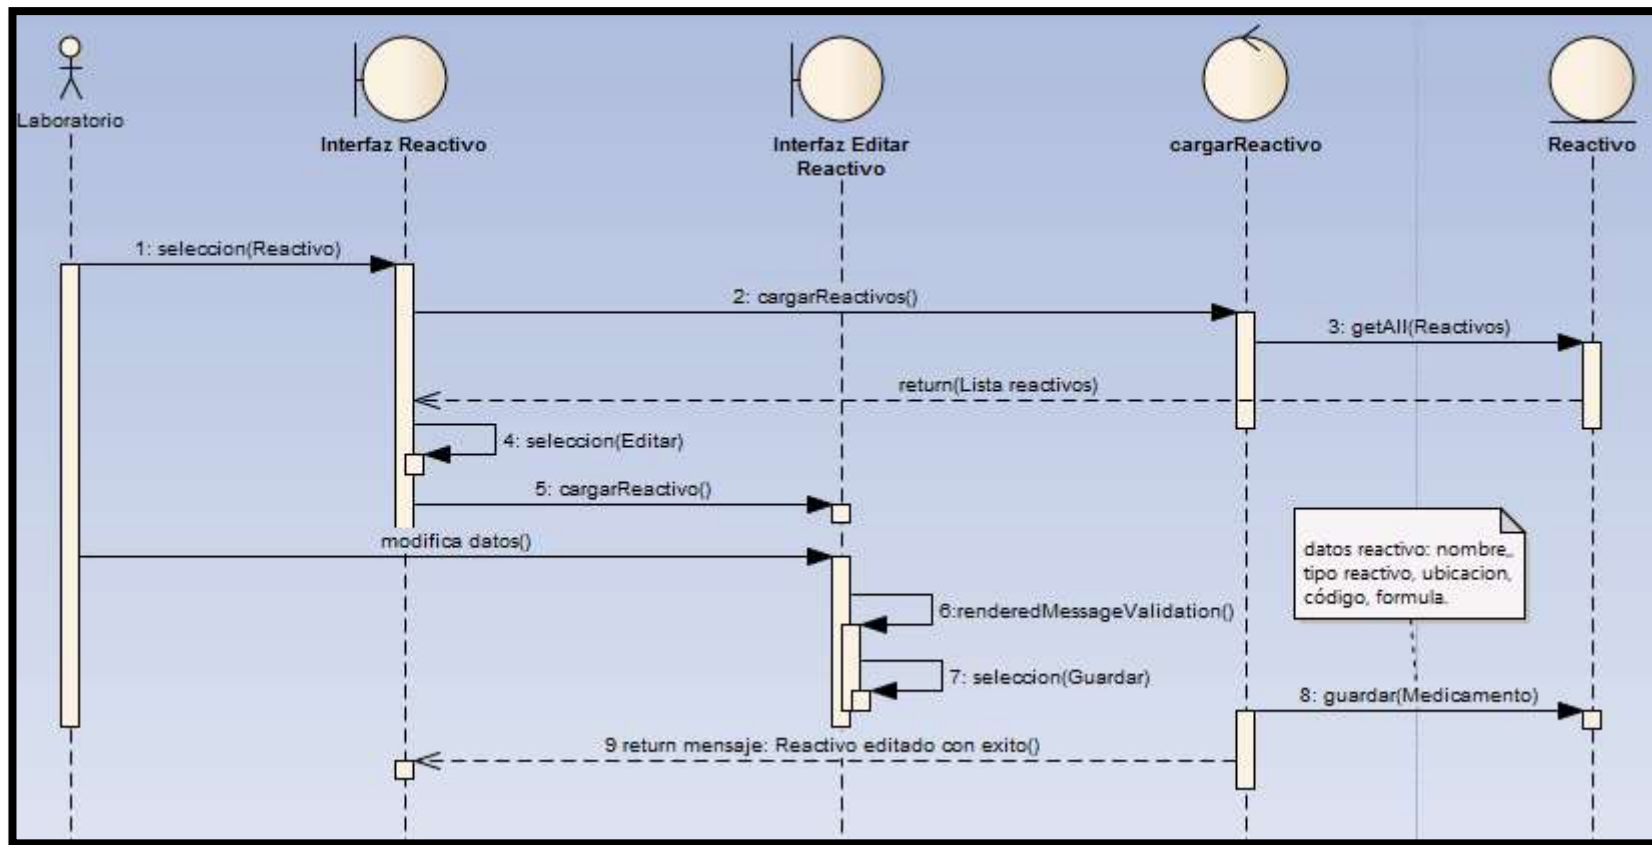 Laboratorio
Interfaz Reactivo
Interfaz Editar
Reactivo
cargarReactivo
Reactivo
1: seleccion(Reactivo)
2: cargarReactivos()
3: getAll(Reactivos)
return(Lista reactivos)
4: seleccion(Editar)
5: cargarReactivo()
modifica datos()
datos reactivo: nombre,,
tipo reactivo, ubicacion,
código, formula.
6:renderedMessageValidation()
7: seleccion(Guardar)
8: guardar(Medicamento)
9 return mensaje: Reactivo editado con exito()